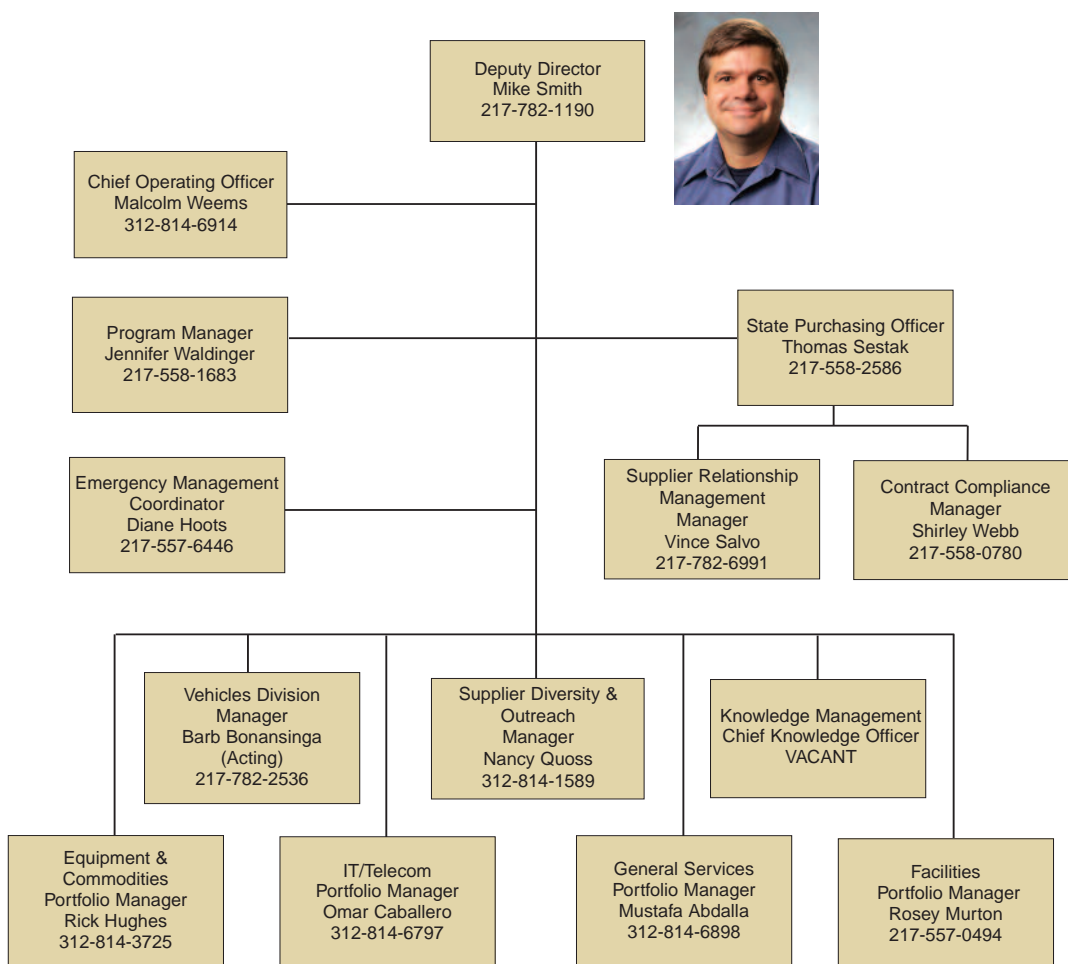 Deputy Director
Mike Smith
217-782-1190
Chief Operating Officer
Malcolm Weems
312-814-6914
Program Manager
Jennifer Waldinger
217-558-1683
State Purchasing Officer
Thomas Sestak
217-558-2586
Emergency Management
Coordinator
Diane Hoots
217-557-6446
Supplier Relationship
Management
Manager
Vince Salvo
217-782-6991
Contract Compliance
Manager
Shirley Webb
217-558-0780
Vehicles Division
Manager
Barb Bonansinga
(Acting)
217-782-2536
Supplier Diversity &
Outreach
Manager
Nancy Quoss
312-814-1589
Knowledge Management
Chief Knowledge Officer
VACANT
Equipment &
Commodities
Portfolio Manager
Rick Hughes
312-814-3725
IT/Telecom
Portfolio Manager
Omar Caballero
312-814-6797
General Services
Portfolio Manager
Mustafa Abdalla
312-814-6898
Facilities
Portfolio Manager
Rosey Murton
217-557-0494